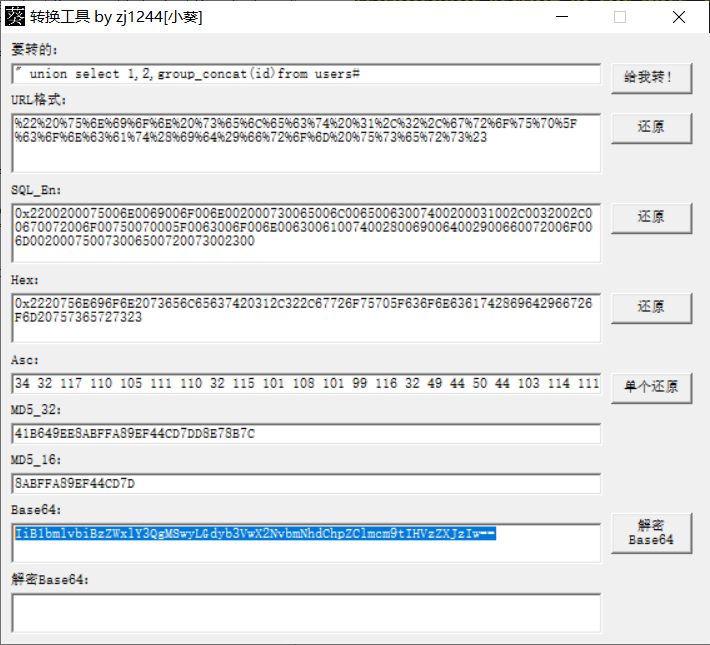 转换工具 by zj1244[小葵]
要转的:
" union select 1,2,group_concat(id)from users#
给我转!
URL格式:
%22%20%75%6E%69%6F%6E%20%73%65%6C%65%63%74%20%31%2C%32%2C%67%72%6F%75%70%5F
%63%6F%6E%63%61%74%28%69%64%29%66%72%6F%6D%20%75%73%65%72%73%23
还原
SQL_En:
0x2200200075006E0069006F006E002000730065006C00650063007400200031002C0032002C0
0670072006F00750070005F0063006F006E006300610074002800690064002900660072006F00
6D002000750073006500720073002300
还原
Hex:
0x2220756E696F6E2073656C65637420312C322C67726F75705F636F6E6361742869642966726
F6D20757365727323
还原
Asc:
34 32 117 110 105 111 110 32 115 101 108 101 99 116 32 49 44 50 44 103 114 111
单个还原
MD5_32:
41B649EE8ABFFA89EF44CD7DD8E78B7C
MD5_16:
8ABFFA89EF44CD7D
Base64:
IiB1bmlvbiBzZWxlY3QgMSwyLGdyb3VwX2NvbmNhdChpZClmcm9tIHVzZXJzIw==
解密
Base64
解密Base64: